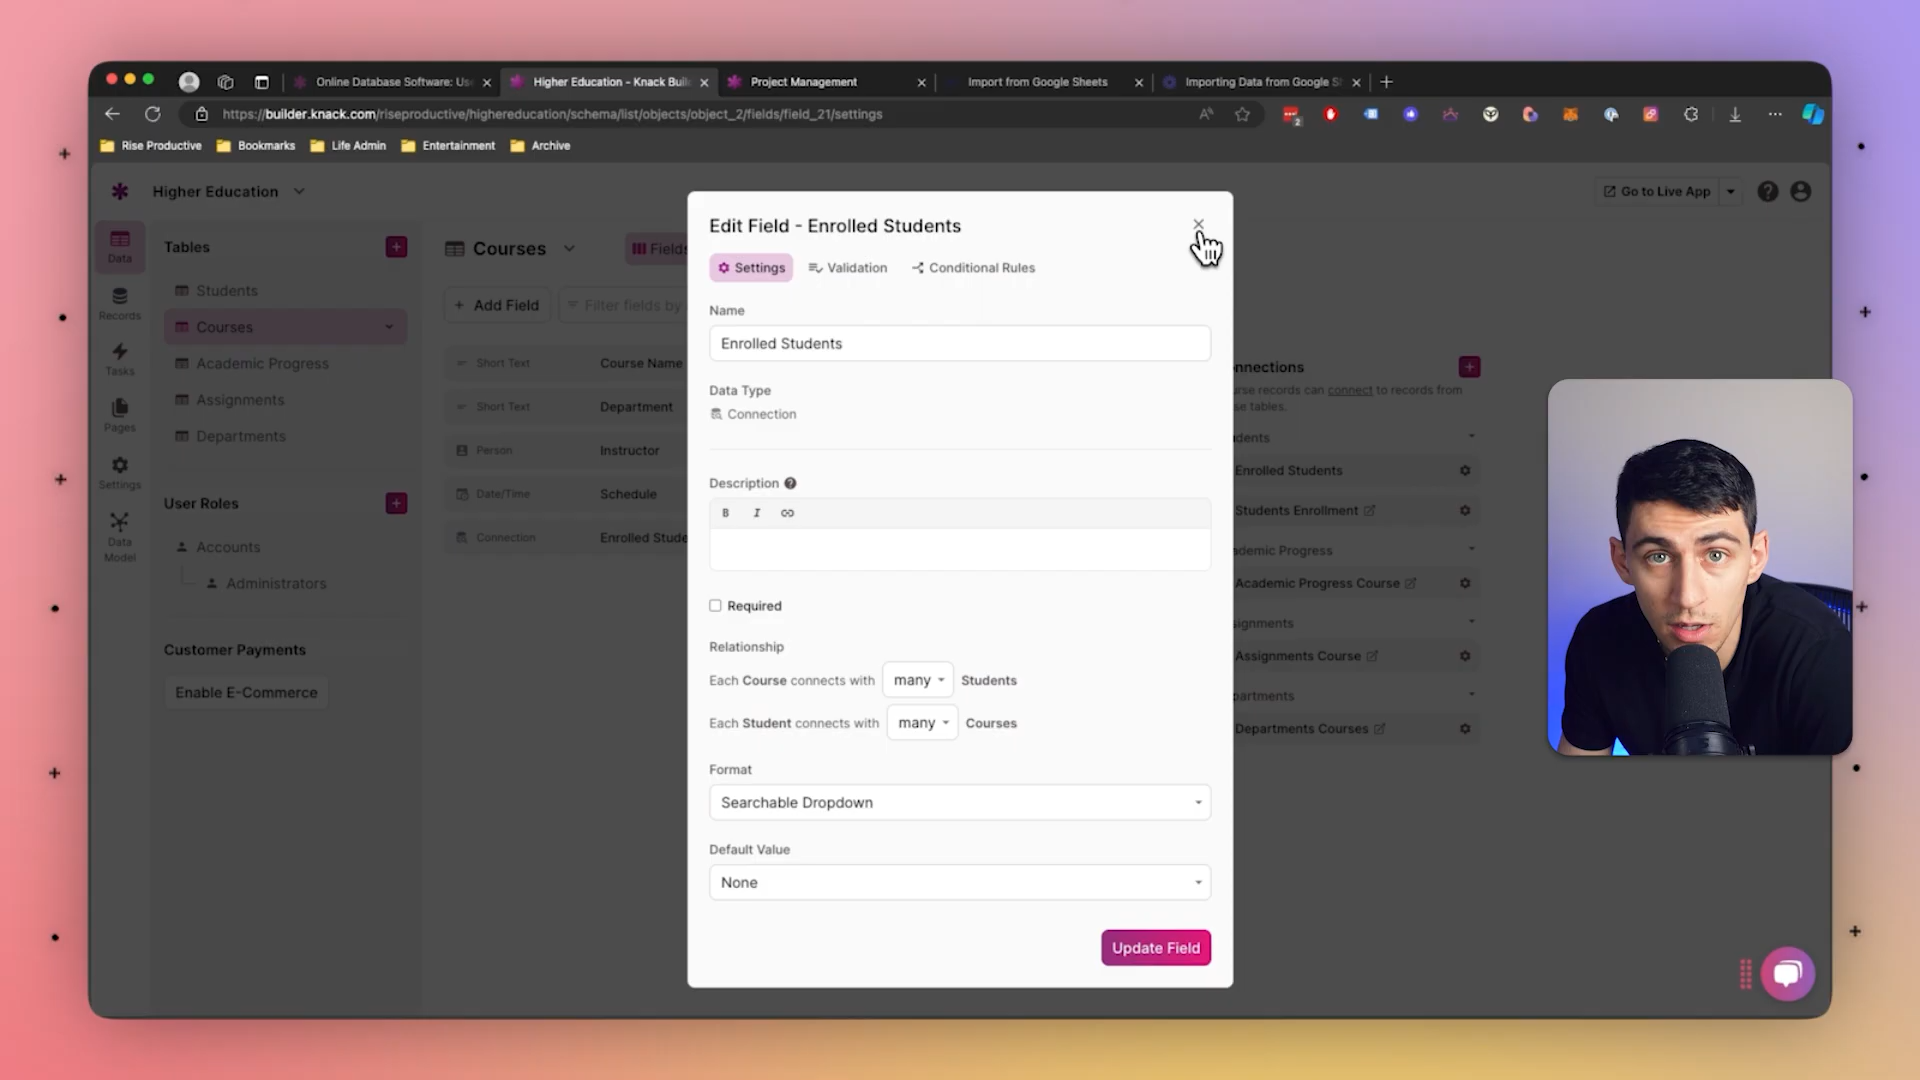 Online Database Software: Us
Higher Education - Knack Buil
Project Management
Import from Google Sheets
Importing Data from Google S
https://builder.knack.com/riseproductive/highereducation/schema/list/objects/object_2/fields/field_21/settings
2
Rise Productive
Bookmarks
Life Admin
Entertainment
Archive
Higher Education
Go to Live App
Data
Records
Tasks
Pages
Settings
Data
Model
Tables
Students
Courses
Academic Progress
Assignments
Departments
User Roles
Accounts
Administrators
Customer Payments
Enable E-Commerce
Courses
Fields
+ Add Field
Filter fields by
Short Text Course Name
Short Text Department
Person Instructor
Date/Time Schedule
Connection Enrolled Stude
Edit Field - Enrolled Students
Settings
Validation
Conditional Rules
Name
Enrolled Students
Data Type
Connection
Description
B I
Required
Relationship
Each Course connects with many Students
Each Student connects with many Courses
Format
Searchable Dropdown
Default Value
None
Update Field
nnections
urse records can connect to records from
se tables.
dents
Enrolled Students
Students Enrollment
ademic Progress
Academic Progress Course
signments
Assignments Course
partments
Departments Courses